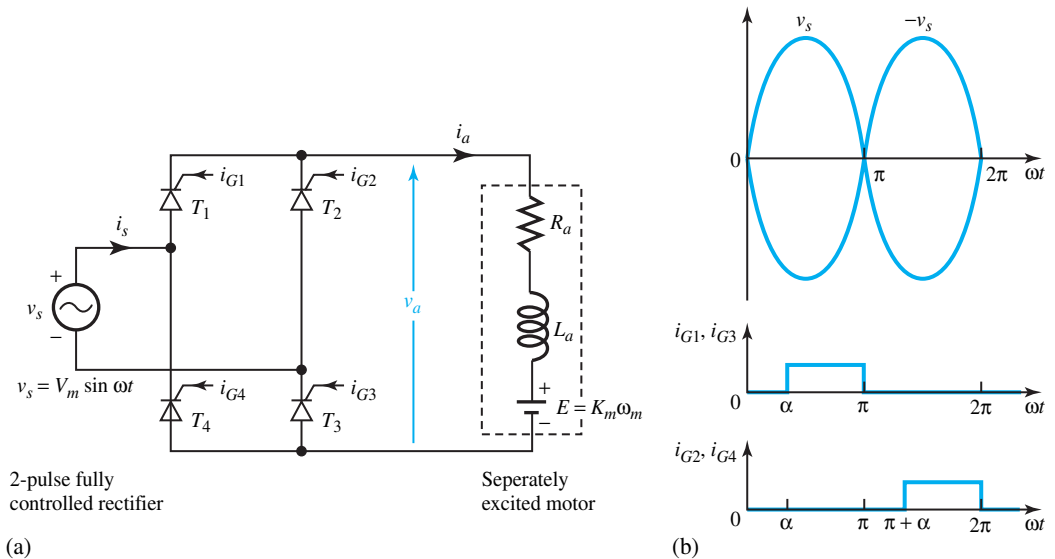 i_a
i_G1
i_G2
T_1
T_2
i_s
R_a
+
v_s
−
v_a
L_a
v_s = V_m sin ωt
i_G4
i_G3
T_4
T_3
+
E = K_mω_m
−
2-pulse fully
controlled rectifier
Seperately
excited motor
(a)
v_s
−v_s
0
π
2π
ωt
i_G1, i_G3
0
α
π
2π
ωt
i_G2, i_G4
0
α
π
π + α
2π
ωt
(b)